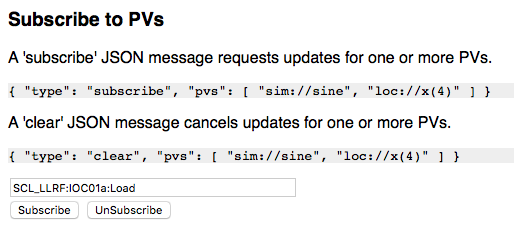 Subscribe to PVs
A 'subscribe' JSON message requests updates for one or more PVs.
{ "type": "subscribe", "pvs": [ "sim://sine", "loc://x(4)" ] }
A 'clear' JSON message cancels updates for one or more PVs.
{ "type": "clear", "pvs": [ "sim://sine", "loc://x(4)" ] }
SCL_LLRF:IOC01a:Load
Subscribe UnSubscribe